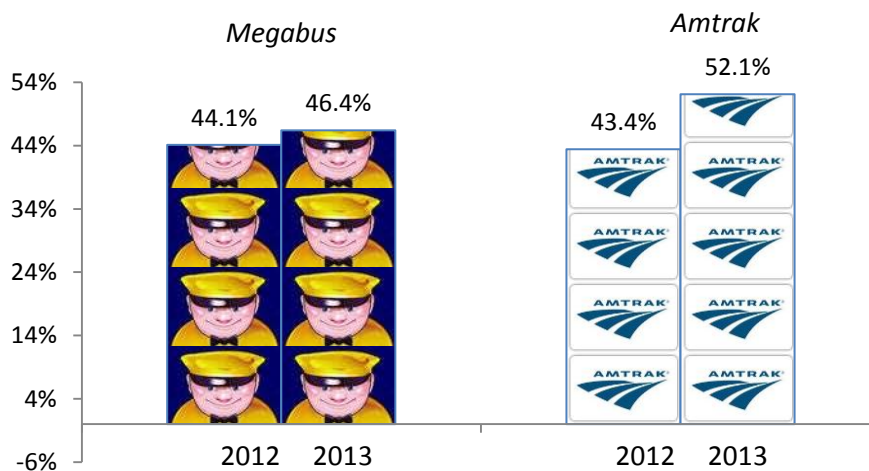 Megabus
Amtrak
54%
44%
34%
24%
14%
4%
-6%
44.1%
46.4%
43.4%
52.1%
AMTRAK
AMTRAK
AMTRAK
AMTRAK
AMTRAK
AMTRAK
AMTRAK
AMTRAK
2012 2013
2012 2013